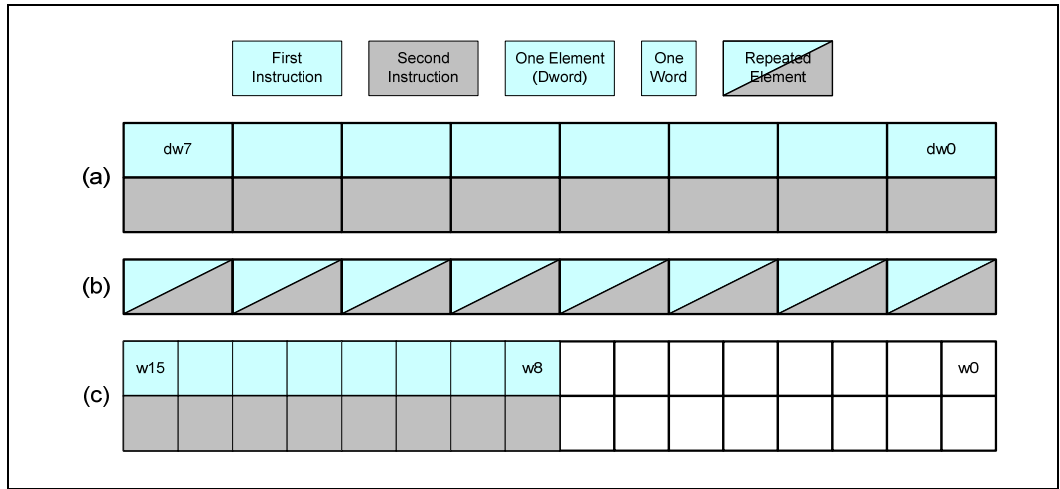 First Instruction
Second Instruction
One Element (Dword)
One Word
Repeated Element
(a)
dw7
dw0
(b)
(c)
w15
w8
w0